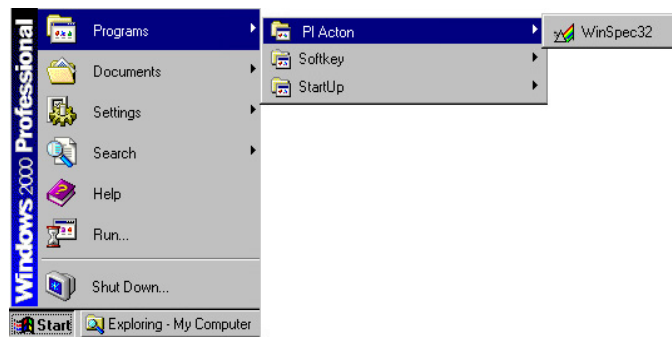 Windows 2000 Professional
Programs
Documents
Settings
Search
Help
Run...
Shut Down...
PI Acton
Softkey
StartUp
WinSpec32
Start
Exploring - My Computer